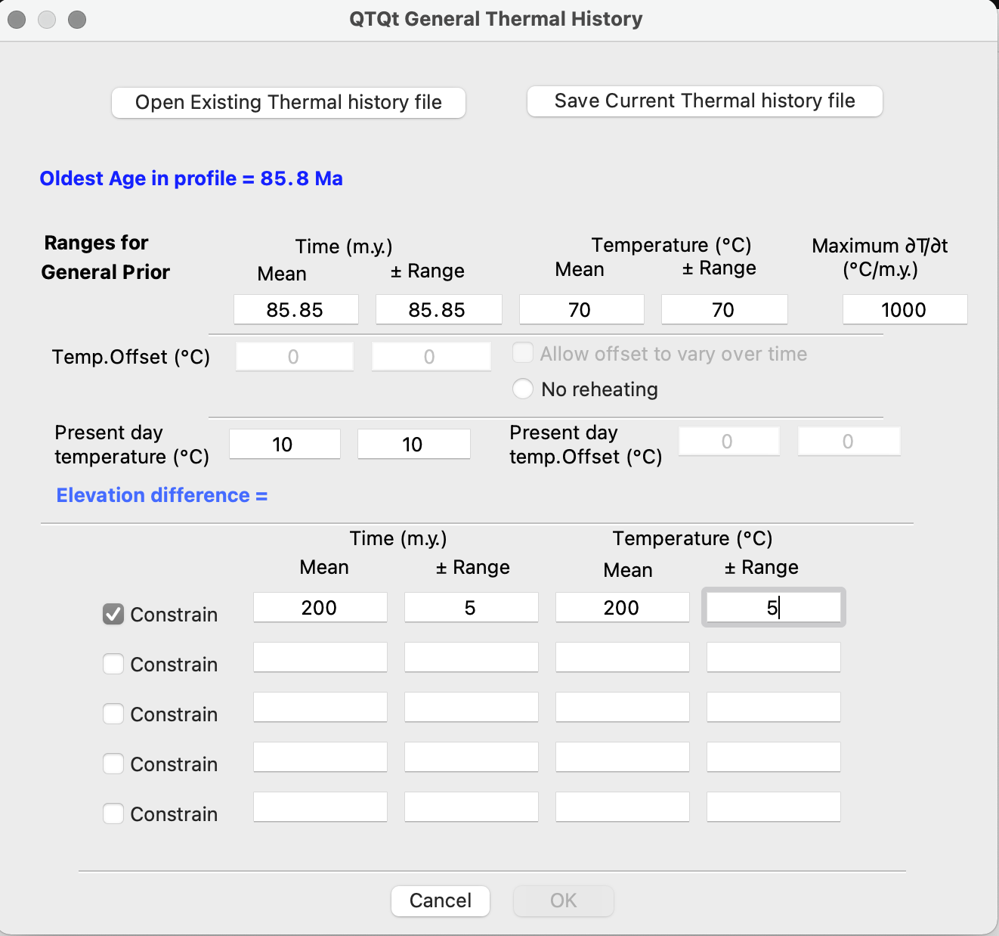 QTQt General Thermal History
Open Existing Thermal history file
Save Current Thermal history file
Oldest Age in profile = 85.8 Ma
Ranges for General Prior
Time (m.y.)
Temperature (°C)
Maximum ∂T/∂t (°C/m.y.)
Mean
± Range
Mean
± Range
85.85
85.85
70
70
1000
Temp.Offset (°C)
0
0
Allow offset to vary over time
No reheating
Present day temperature (°C)
10
10
Present day temp.Offset (°C)
0
0
Elevation difference =
Time (m.y.)
Temperature (°C)
Mean
± Range
Mean
± Range
Constrain
200
5
200
5
Constrain
Constrain
Constrain
Constrain
Cancel
OK